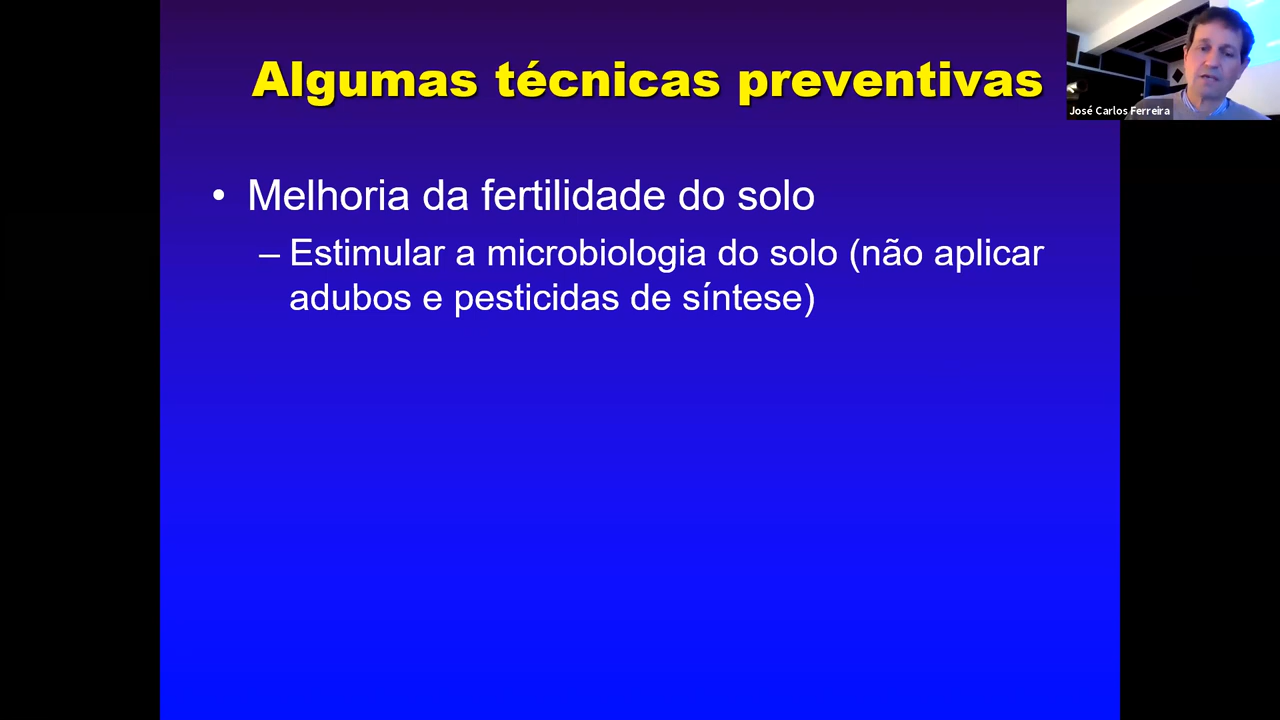 Algumas técnicas preventivas
José Carlos Ferreira
• Melhoria da fertilidade do solo
– Estimular a microbiologia do solo (não aplicar
adubos e pesticidas de síntese)